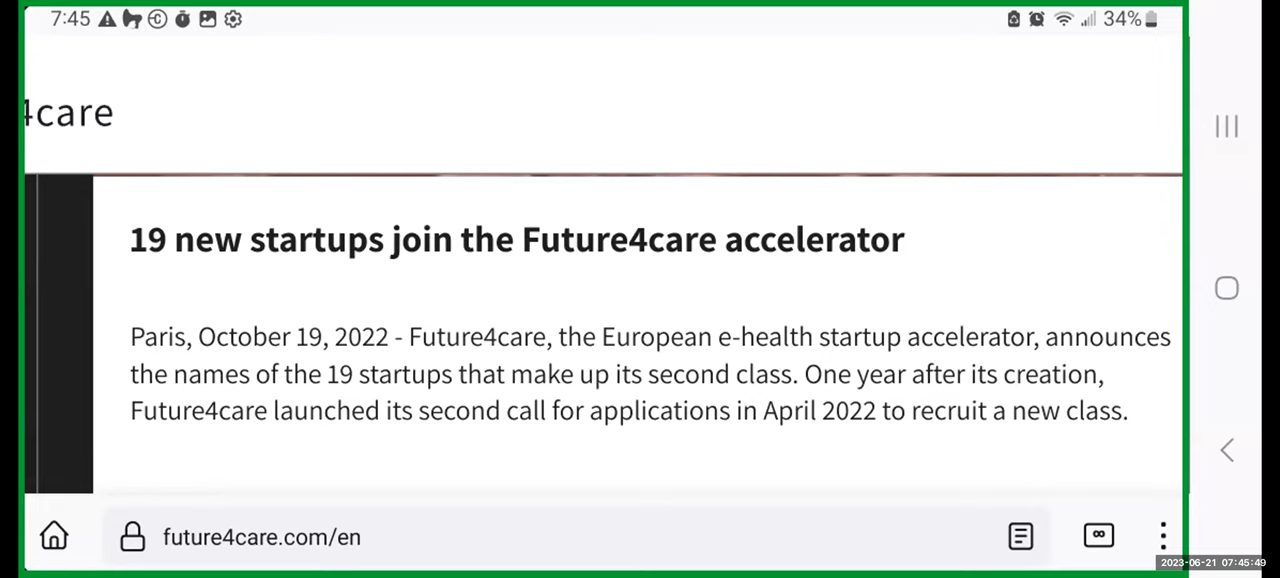 7:45
34%
4care
19 new startups join the Future4care accelerator
Paris, October 19, 2022 - Future4care, the European e-health startup accelerator, announces
the names of the 19 startups that make up its second class. One year after its creation,
Future4care launched its second call for applications in April 2022 to recruit a new class.
future4care.com/en
∞
2023-06-21 07:45:49